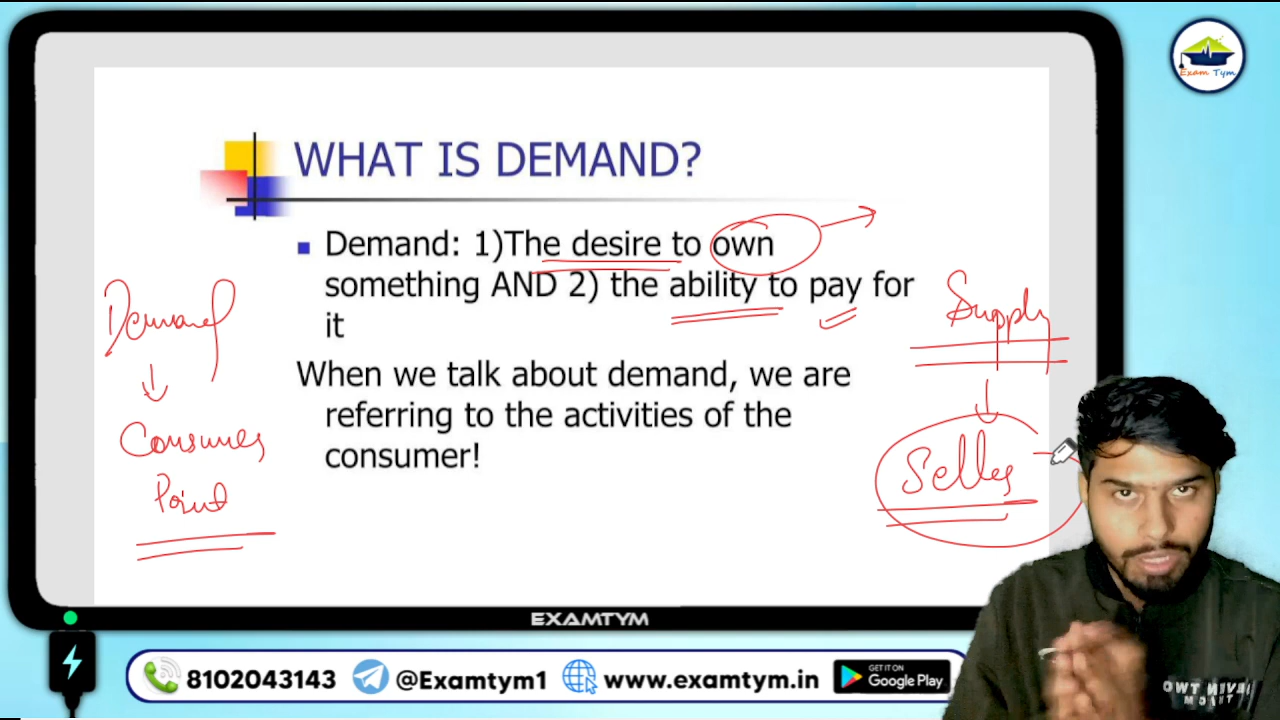 Exam Tym
WHAT IS DEMAND?
Demand: 1)The desire to own
something AND 2) the ability to pay for
it
When we talk about demand, we are
referring to the activities of the
consumer!
Demand
Consumer
Point
Supply
Seller
EXAMTYM
8102043143
@Examtym1
www.examtym.in
GET IT ON
Google Play